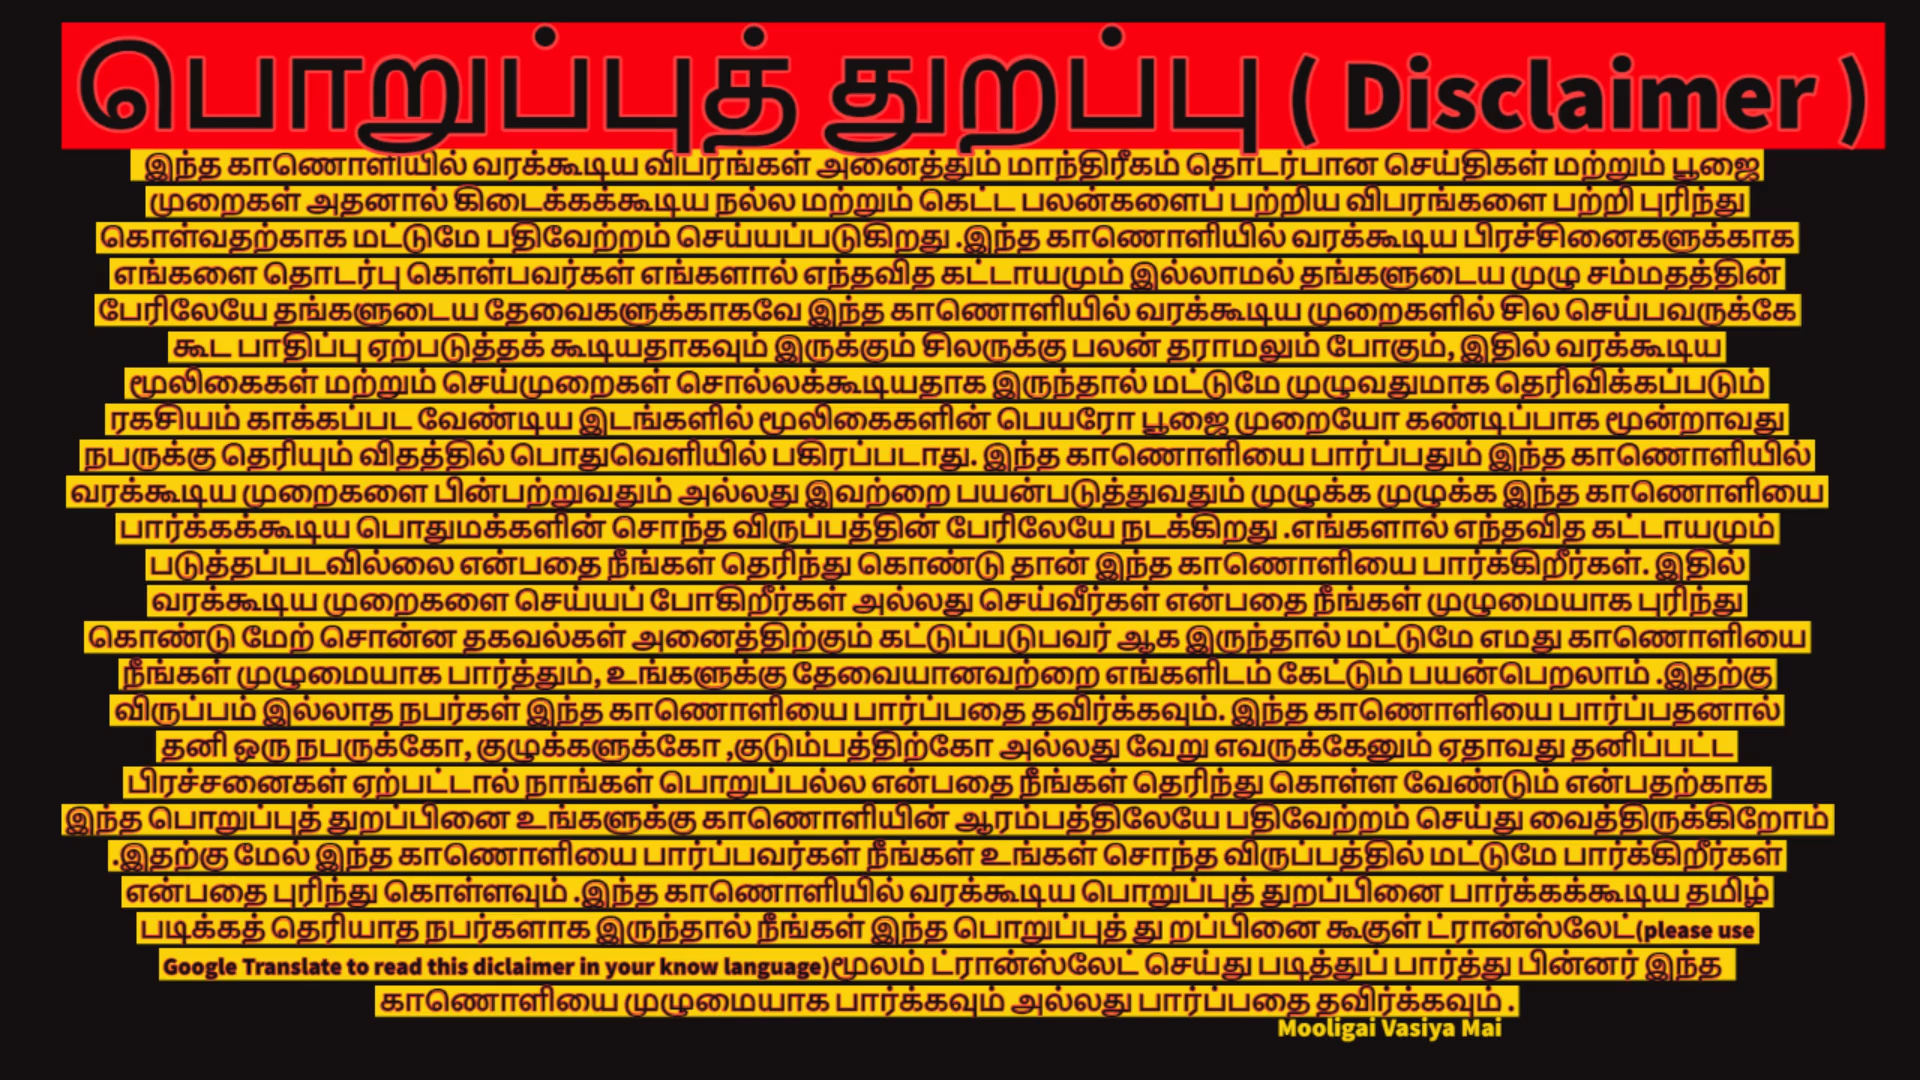 பொறுப்புத் துறப்பு ( Disclaimer )
இந்த காணொளியில் வரக்கூடிய விபரங்கள் அனைத்தும் மாந்திரீகம் தொடர்பான செய்திகள் மற்றும் பூஜை
முறைகள் அதனால் கிடைக்கக்கூடிய நல்ல மற்றும் கெட்ட பலன்களைப் பற்றிய விபரங்களை பற்றி புரிந்து
கொள்வதற்காக மட்டுமே பதிவேற்றம் செய்யப்படுகிறது .இந்த காணொளியில் வரக்கூடிய பிரச்சினைகளுக்காக
எங்களை தொடர்பு கொள்பவர்கள் எங்களால் எந்தவித கட்டாயமும் இல்லாமல் தங்களுடைய முழு சம்மதத்தின்
பேரிலேயே தங்களுடைய தேவைகளுக்காகவே இந்த காணொளியில் வரக்கூடிய முறைகளில் சில செய்பவருக்கே
கூட பாதிப்பு ஏற்படுத்தக் கூடியதாகவும் இருக்கும் சிலருக்கு பலன் தராமலும் போகும், இதில் வரக்கூடிய
மூலிகைகள் மற்றும் செய்முறைகள் சொல்லக்கூடியதாக இருந்தால் மட்டுமே முழுவதுமாக தெரிவிக்கப்படும்
ரகசியம் காக்கப்பட வேண்டிய இடங்களில் மூலிகைகளின் பெயரோ பூஜை முறையோ கண்டிப்பாக மூன்றாவது
நபருக்கு தெரியும் விதத்தில் பொதுவெளியில் பகிரப்படாது. இந்த காணொளியை பார்ப்பதும் இந்த காணொளியில்
வரக்கூடிய முறைகளை பின்பற்றுவதும் அல்லது இவற்றை பயன்படுத்துவதும் முழுக்க முழுக்க இந்த காணொளியை
பார்க்கக்கூடிய பொதுமக்களின் சொந்த விருப்பத்தின் பேரிலேயே நடக்கிறது .எங்களால் எந்தவித கட்டாயமும்
படுத்தப்படவில்லை என்பதை நீங்கள் தெரிந்து கொண்டு தான் இந்த காணொளியை பார்க்கிறீர்கள். இதில்
வரக்கூடிய முறைகளை செய்யப் போகிறீர்கள் அல்லது செய்வீர்கள் என்பதை நீங்கள் முழுமையாக புரிந்து
கொண்டு மேற் சொன்ன தகவல்கள் அனைத்திற்கும் கட்டுப்படுபவர் ஆக இருந்தால் மட்டுமே எமது காணொளியை
நீங்கள் முழுமையாக பார்த்தும், உங்களுக்கு தேவையானவற்றை எங்களிடம் கேட்டும் பயன்பெறலாம் .இதற்கு
விருப்பம் இல்லாத நபர்கள் இந்த காணொளியை பார்ப்பதை தவிர்க்கவும். இந்த காணொளியை பார்ப்பதனால்
தனி ஒரு நபருக்கோ, குழுக்களுக்கோ ,குடும்பத்திற்கோ அல்லது வேறு எவருக்கேனும் ஏதாவது தனிப்பட்ட
பிரச்சனைகள் ஏற்பட்டால் நாங்கள் பொறுப்பல்ல என்பதை நீங்கள் தெரிந்து கொள்ள வேண்டும் என்பதற்காக
இந்த பொறுப்புத் துறப்பினை உங்களுக்கு காணொளியின் ஆரம்பத்திலேயே பதிவேற்றம் செய்து வைத்திருக்கிறோம்
.இதற்கு மேல் இந்த காணொளியை பார்ப்பவர்கள் நீங்கள் உங்கள் சொந்த விருப்பத்தில் மட்டுமே பார்க்கிறீர்கள்
என்பதை புரிந்து கொள்ளவும் .இந்த காணொளியில் வரக்கூடிய பொறுப்புத் துறப்பினை பார்க்கக்கூடிய தமிழ்
படிக்கத் தெரியாத நபர்களாக இருந்தால் நீங்கள் இந்த பொறுப்புத் து றப்பினை கூகுள் ட்ரான்ஸ்லேட்(please use
Google Translate to read this diclaimer in your know language)மூலம் ட்ரான்ஸ்லேட் செய்து படித்துப் பார்த்து பின்னர் இந்த
காணொளியை முழுமையாக பார்க்கவும் அல்லது பார்ப்பதை தவிர்க்கவும் .
Mooligai Vasiya Mai